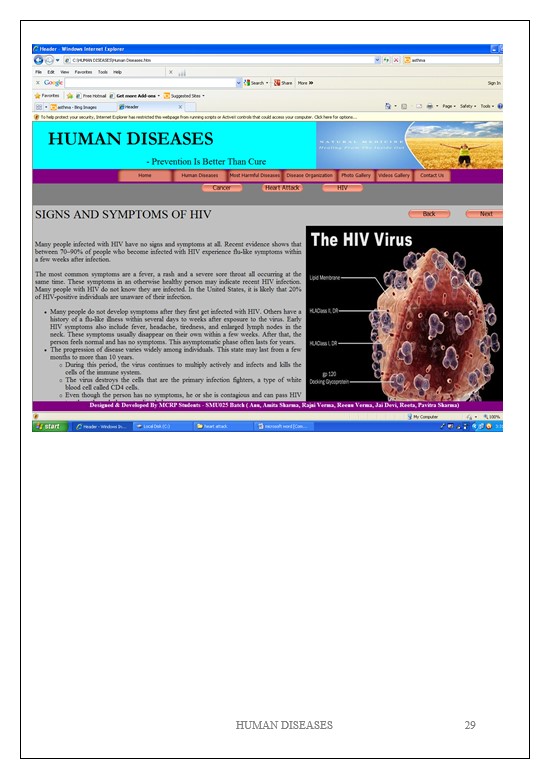 Header - Windows Internet Explorer
C:\HUMAN DISEASES\Human Diseases.htm
asthma
File Edit View Favorites Tools Help
Google
Search
Share
More »
Sign In
Favorites
Free Hotmail
Get more Add-ons
Suggested Sites
asthma - Bing Images
Header
Page
Safety
Tools
To help protect your security, Internet Explorer has restricted this webpage from running scripts or ActiveX controls that could access your computer. Click here for options...
HUMAN DISEASES
- Prevention Is Better Than Cure
Home
Human Diseases
Most Harmful Diseases
Disease Organization
Photo Gallery
Videos Gallery
Contact Us
Cancer
Heart Attack
HIV
SIGNS AND SYMPTOMS OF HIV
Back
Next
Many people infected with HIV have no signs and symptoms at all. Recent evidence shows that
between 70-90% of people who become infected with HIV experience flu-like symptoms within
a few weeks after infection.
The most common symptoms are a fever, a rash and a severe sore throat all occurring at the
same time. These symptoms in an otherwise healthy person may indicate recent HIV infection.
Many people with HIV do not know they are infected. In the United States, it is likely that 20%
of HIV-positive individuals are unaware of their infection.
• Many people do not develop symptoms after they first get infected with HIV. Others have a
history of a flu-like illness within several days to weeks after exposure to the virus. Early
HIV symptoms also include fever, headache, tiredness, and enlarged lymph nodes in the
neck. These symptoms usually disappear on their own within a few weeks. After that, the
person feels normal and has no symptoms. This asymptomatic phase often lasts for years.
• The progression of disease varies widely among individuals. This state may last from a few
months to more than 10 years.
○ During this period, the virus continues to multiply actively and infects and kills the
cells of the immune system.
○ The virus destroys the cells that are the primary infection fighters, a type of white
blood cell called CD4 cells.
○ Even though the person has no symptoms, he or she is contagious and can pass HIV
The HIV Virus
Lipid Membrane
HLAClass II, DR
HLAClass I, DR
gp 120
Docking Glycoprotein
Designed & Developed By MCRP Students - SMU025 Batch ( Anu, Amita Sharma, Rajni Verma, Reenu Verma, Jai Devi, Reeta, Pavitra Sharma)
My Computer
100%
start
Header - Windows In...
Local Disk (C:)
heart attack
microsoft word [Com...
HUMAN DISEASES
29